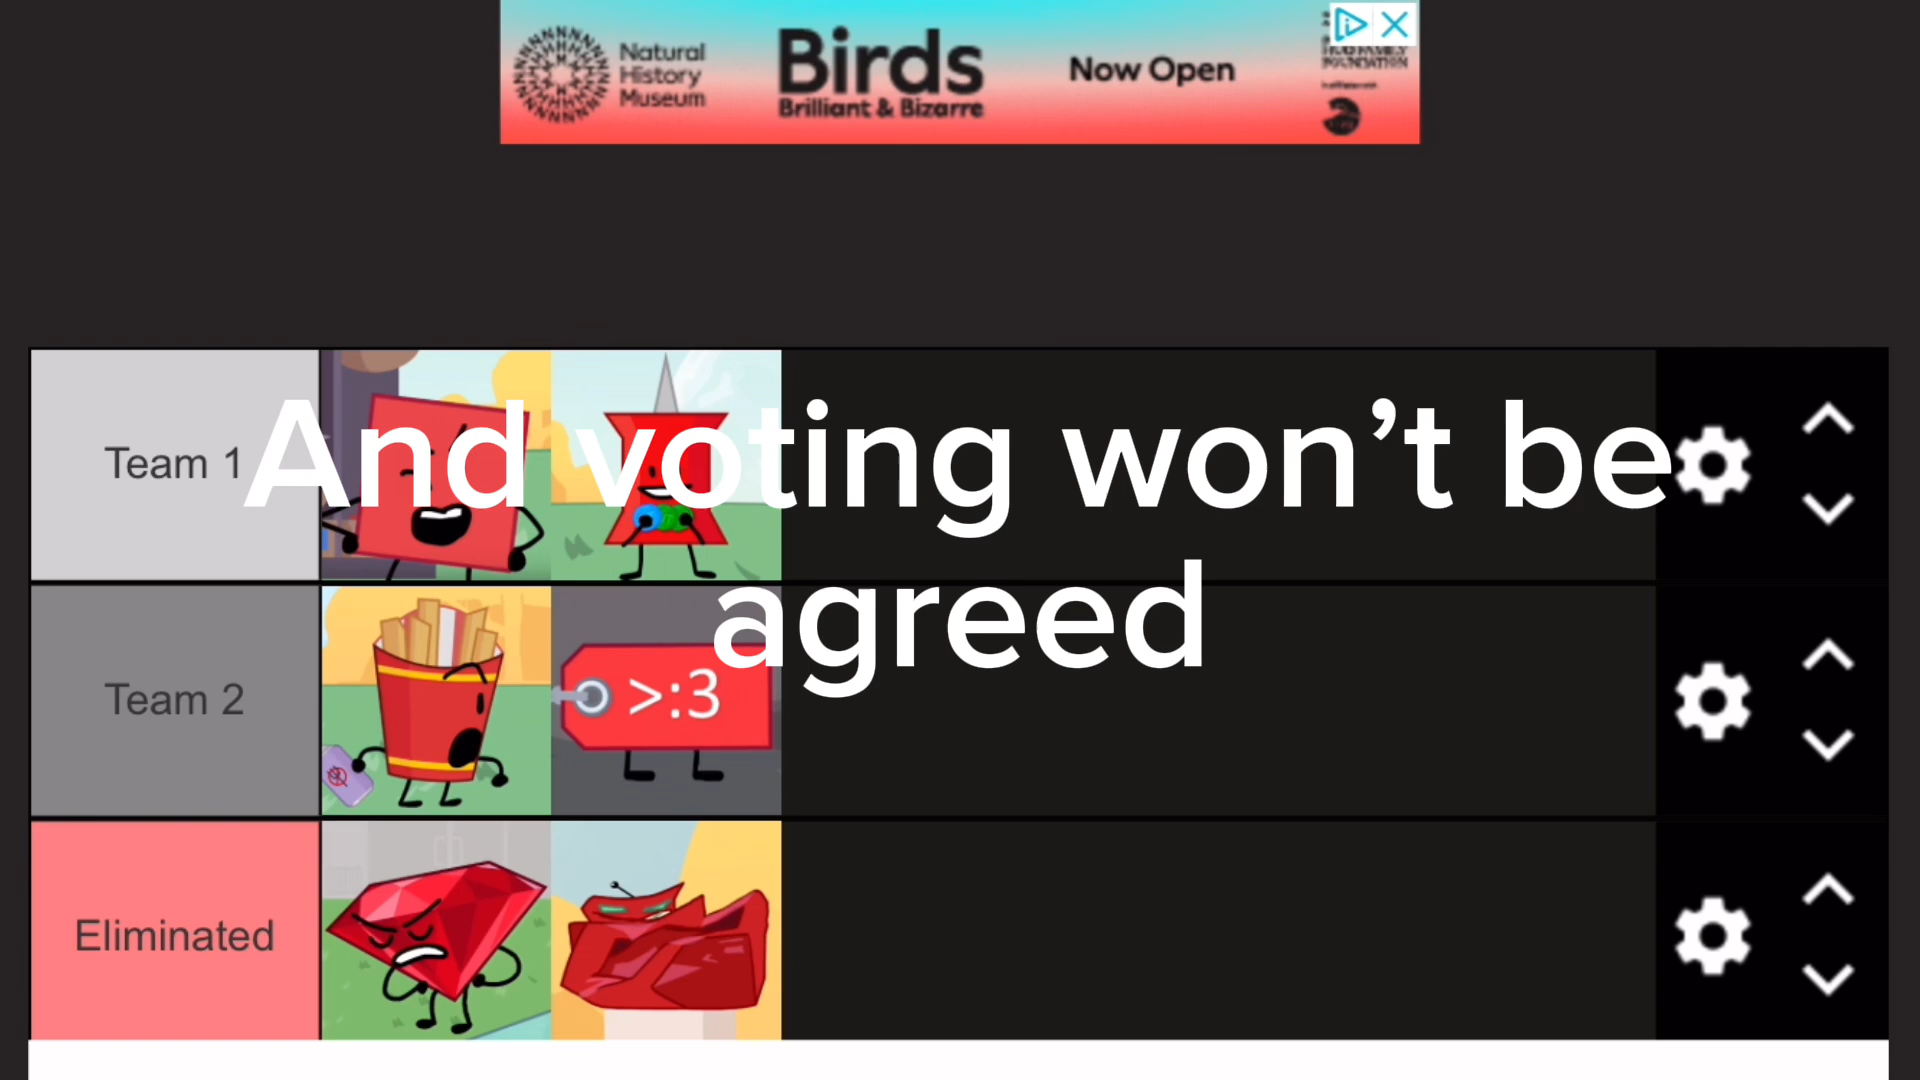 Natural
History
Museum
Birds
Brilliant & Bizarre
Now Open
FOUNDATION
Team 1
And voting won’t be
agreed
Team 2
>:3
Eliminated